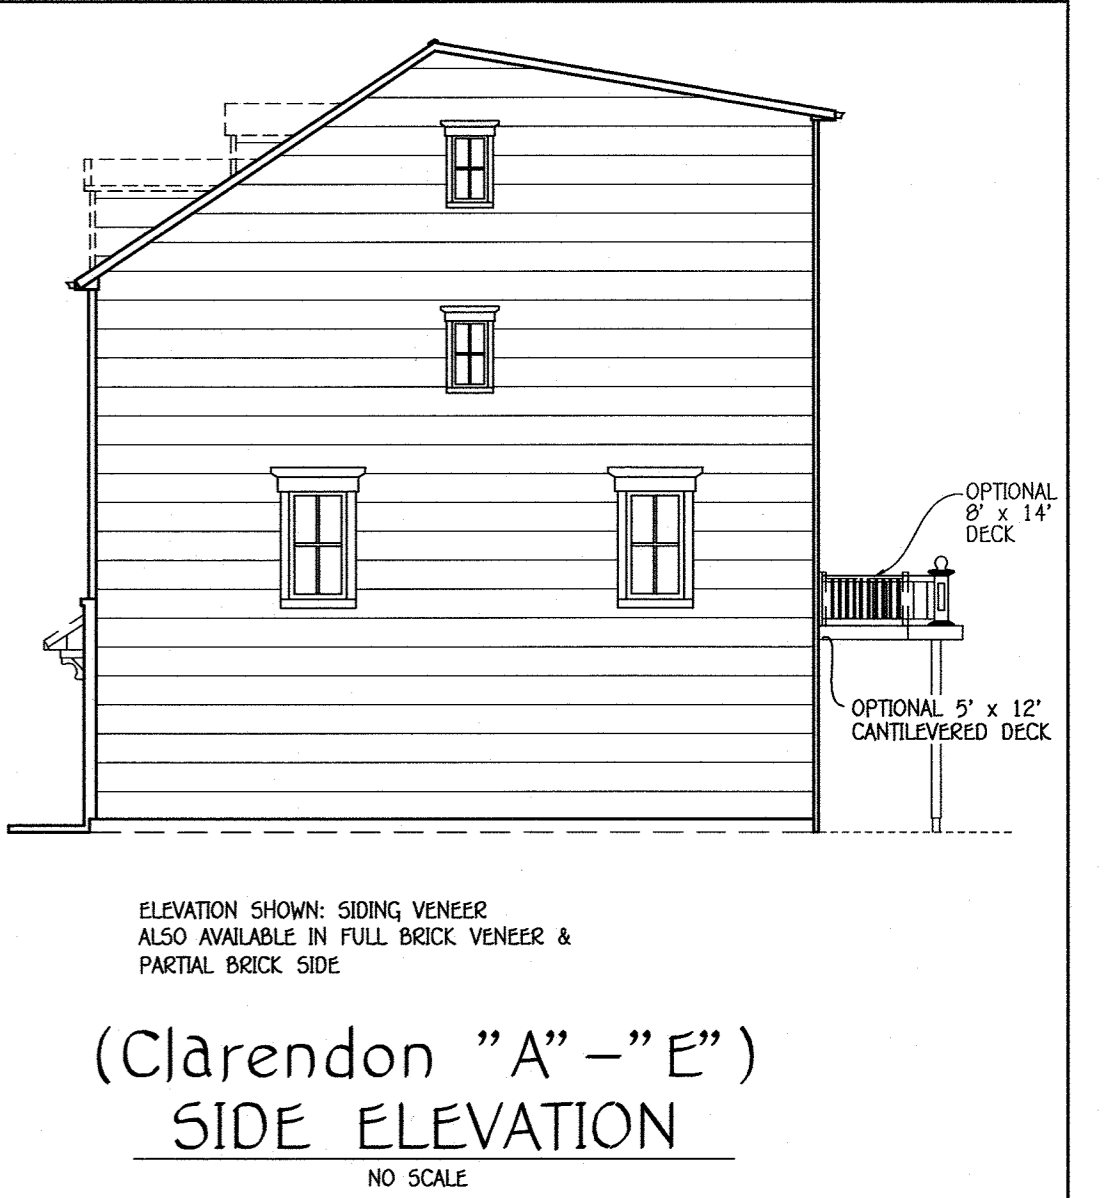 OPTIONAL
8' x 14'
DECK
OPTIONAL 5' x 12'
CANTILEVERED DECK
ELEVATION SHOWN: SIDING VENEER
ALSO AVAILABLE IN FULL BRICK VENEER &
PARTIAL BRICK SIDE
(Clarendon "A"–"E")
SIDE ELEVATION
NO SCALE